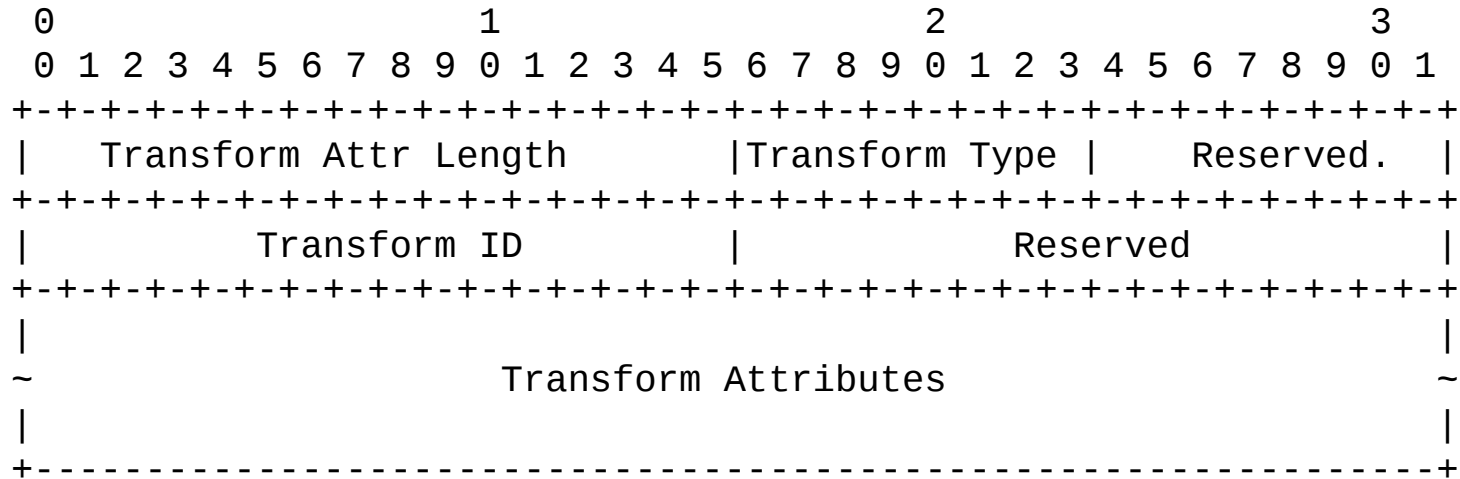 0                   1                   2                   3
 0 1 2 3 4 5 6 7 8 9 0 1 2 3 4 5 6 7 8 9 0 1 2 3 4 5 6 7 8 9 0 1
+-+-+-+-+-+-+-+-+-+-+-+-+-+-+-+-+-+-+-+-+-+-+-+-+-+-+-+-+-+-+-+-+
|   Transform Attr Length       |Transform Type |    Reserved.  |
+-+-+-+-+-+-+-+-+-+-+-+-+-+-+-+-+-+-+-+-+-+-+-+-+-+-+-+-+-+-+-+-+
|          Transform ID         |            Reserved           |
+-+-+-+-+-+-+-+-+-+-+-+-+-+-+-+-+-+-+-+-+-+-+-+-+-+-+-+-+-+-+-+-+
|                                                               |
~                     Transform Attributes                      ~
|                                                               |
+---------------------------------------------------------------+